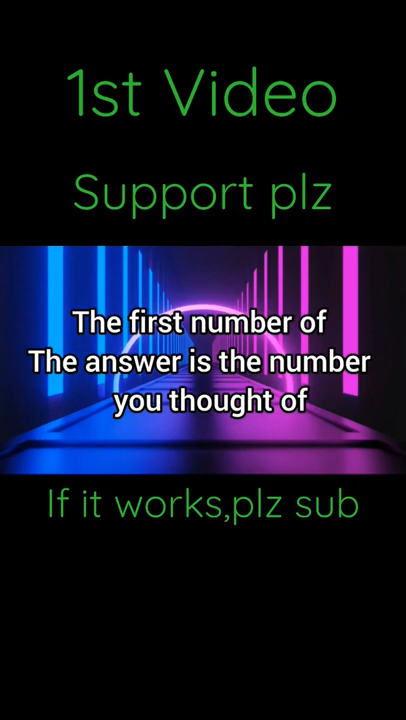 1st Video
Support plz
The first number of
The answer is the number
you thought of
If it works,plz sub